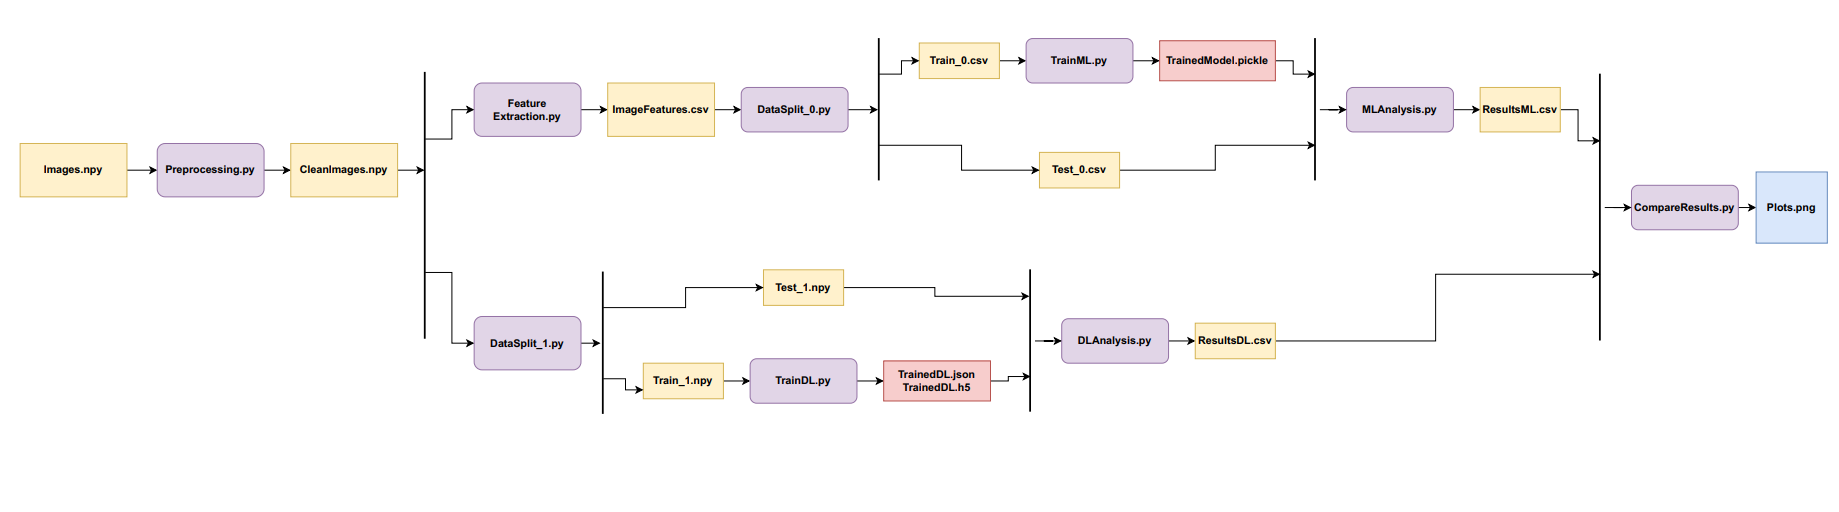 Images.npy
Preprocessing.py
CleanImages.npy
Feature
Extraction.py
ImageFeatures.csv
DataSplit_0.py
Train_0.csv
TrainML.py
TrainedModel.pickle
Test_0.csv
MLAnalysis.py
ResultsML.csv
DataSplit_1.py
Test_1.npy
Train_1.npy
TrainDL.py
TrainedDL.json
TrainedDL.h5
DLAnalysis.py
ResultsDL.csv
CompareResults.py
Plots.png